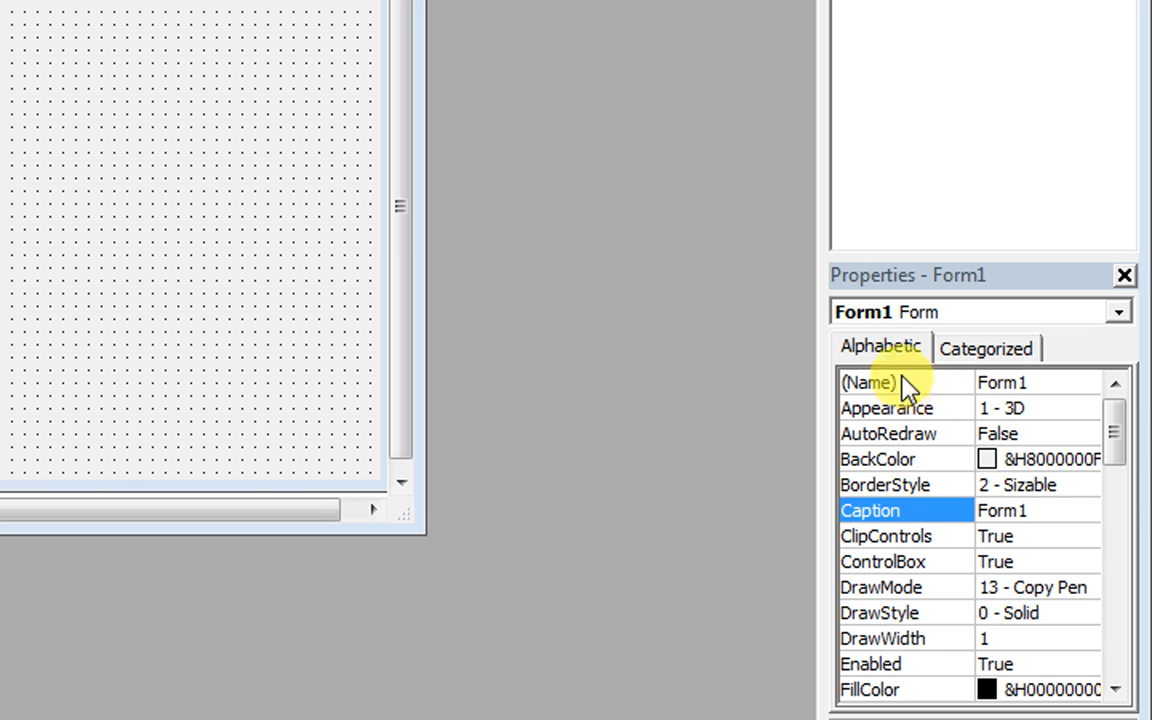 Properties - Form1
Form1 Form
Alphabetic Categorized
(Name) Form1
Appearance 1 - 3D
AutoRedraw False
BackColor &H8000000F
BorderStyle 2 - Sizable
Caption Form1
ClipControls True
ControlBox True
DrawMode 13 - Copy Pen
DrawStyle 0 - Solid
DrawWidth 1
Enabled True
FillColor &H00000000